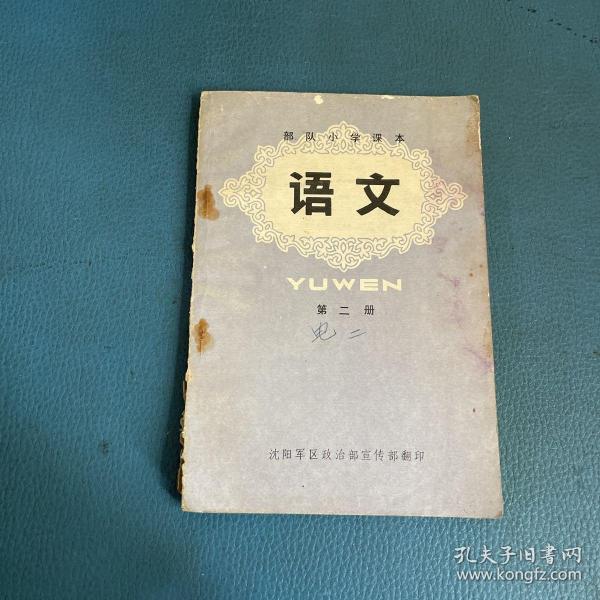 部队小学课本
语文
YUWEN
第二册
电二
沈阳军区政治部宣传部翻印
孔夫子旧书网
www.kongfz.com